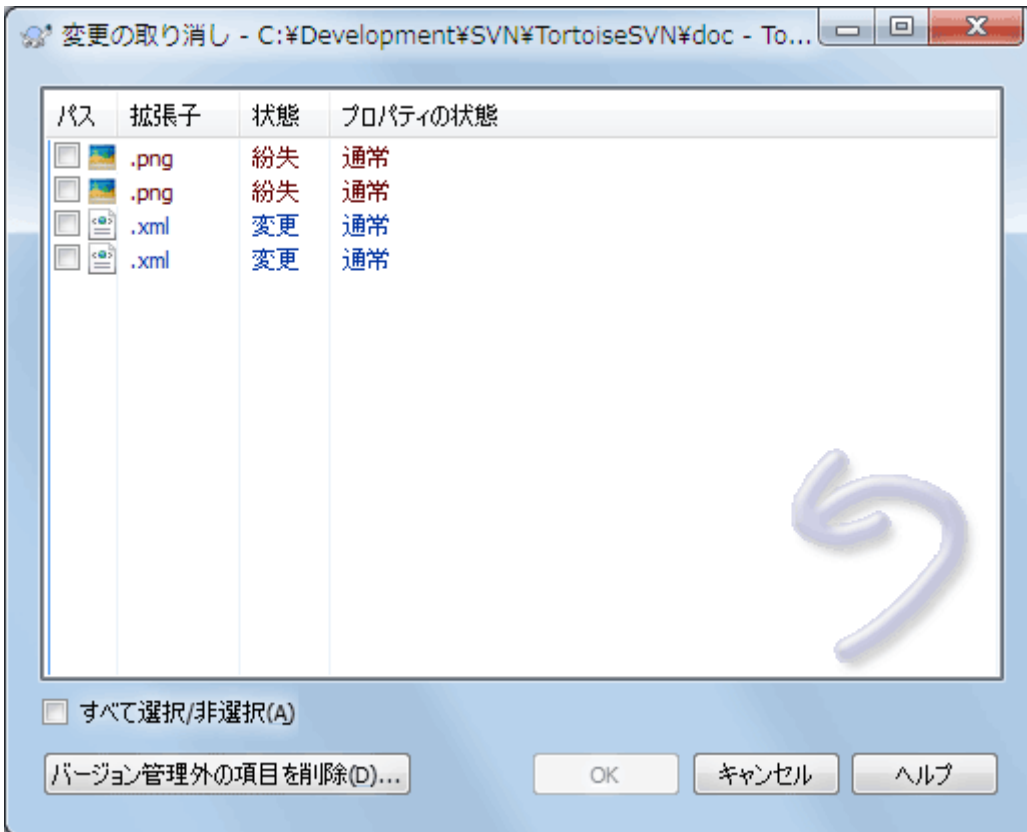 変更の取り消し - C:¥Development¥SVN¥TortoiseSVN¥doc - To...
パス 拡張子 状態 プロパティの状態
.png 紛失 通常
.png 紛失 通常
.xml 変更 通常
.xml 変更 通常
すべて選択/非選択(A)
バージョン管理外の項目を削除(D)... OK キャンセル ヘルプ